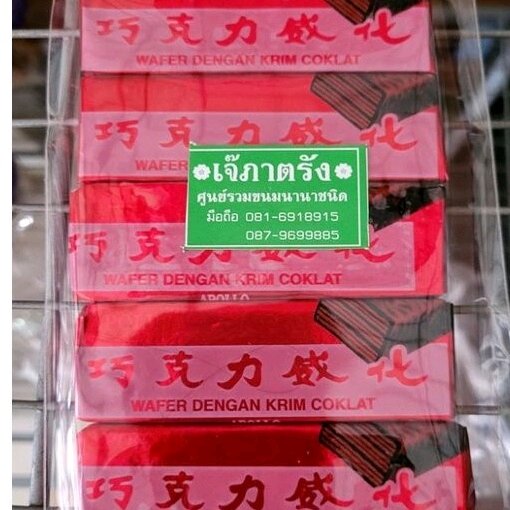 巧克力威化
WAFER DENGAN KRIM COKLAT
巧克力威化
WAFER
เจ๊ภาตรัง
ศูนย์รวมขนมนานาชนิด
มือถือ 081-6918915
087-9699885
巧 化
WAFER DENGAN KRIM COKLAT
APOLLO
巧克力威化
WAFER DENGAN KRIM COKLAT
巧克力威化